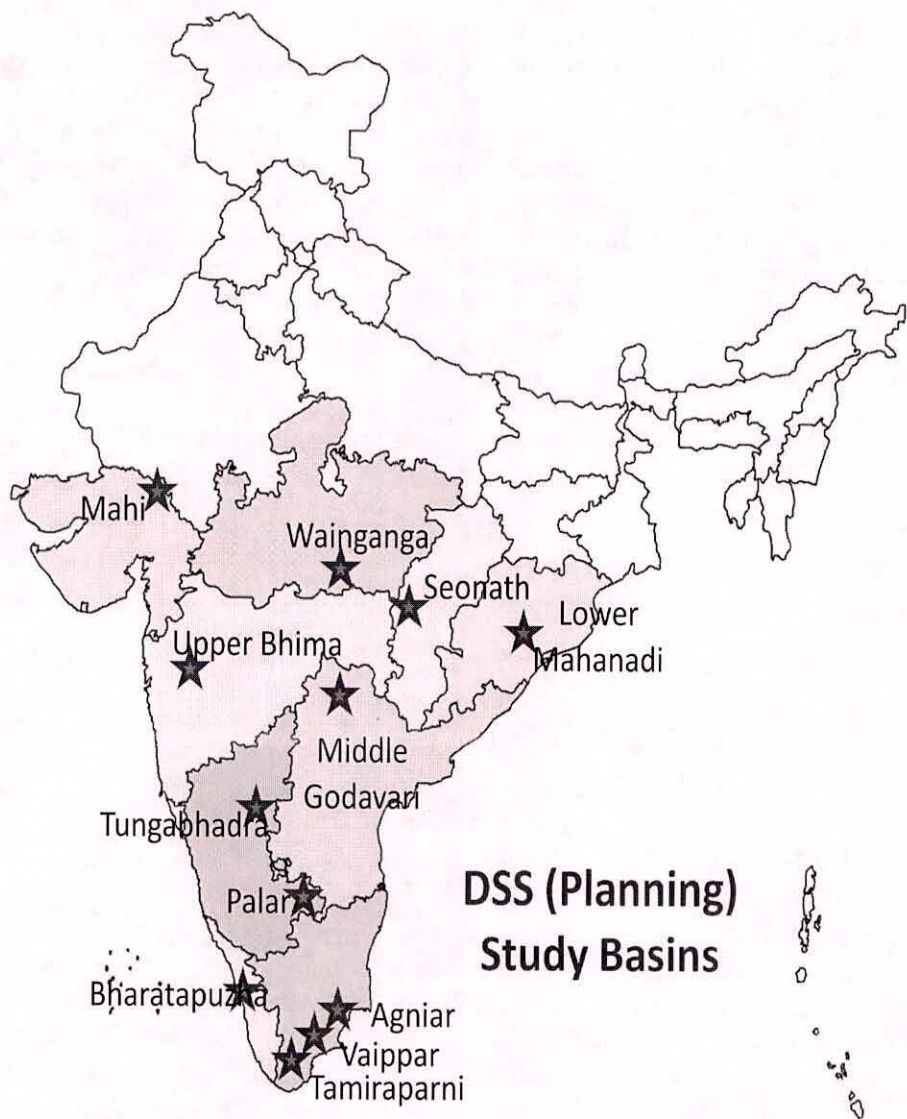 Mahi
Wainganga
Seonath
Lower
Mahanadi
Upper Bhima
Middle
Godavari
Tungabhadra
Palar
DSS (Planning)
Study Basins
Bharatapuzha
Agniar
Vaippar
Tamiraparni